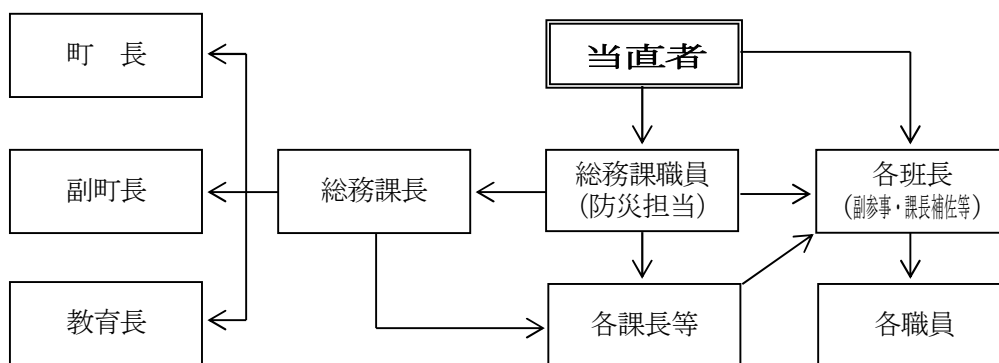 町　長
当直者
副町長
総務課長
総務課職員
（防災担当）
各班長
（副参事・課長補佐等）
教育長
各課長等
各職員